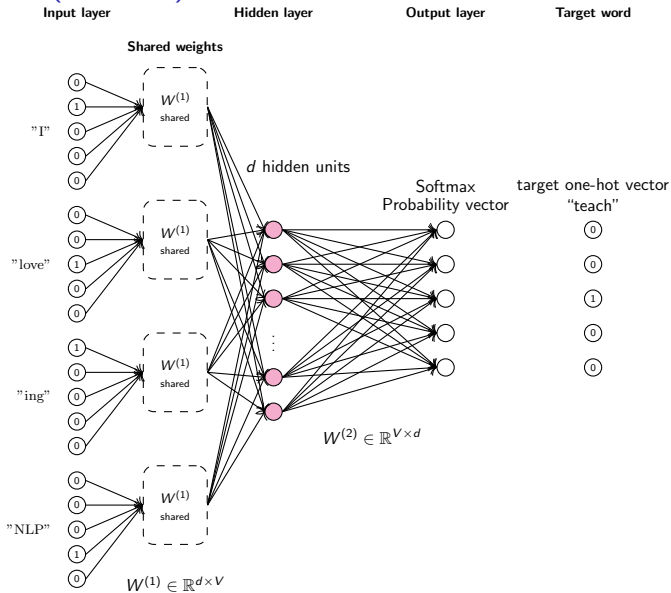 Input layer
Hidden layer
Output layer
Target word
Shared weights
0
1
"I"
0
0
0
W(1)
shared
0
0
"love"
1
0
0
W(1)
shared
1
0
"ing"
0
0
0
W(1)
shared
0
0
"NLP"
0
1
0
W(1)
shared
W(1) ∈ ℝd×V
d hidden units
⋮
W(2) ∈ ℝV×d
Softmax
Probability vector
target one-hot vector
“teach”
0
0
1
0
0